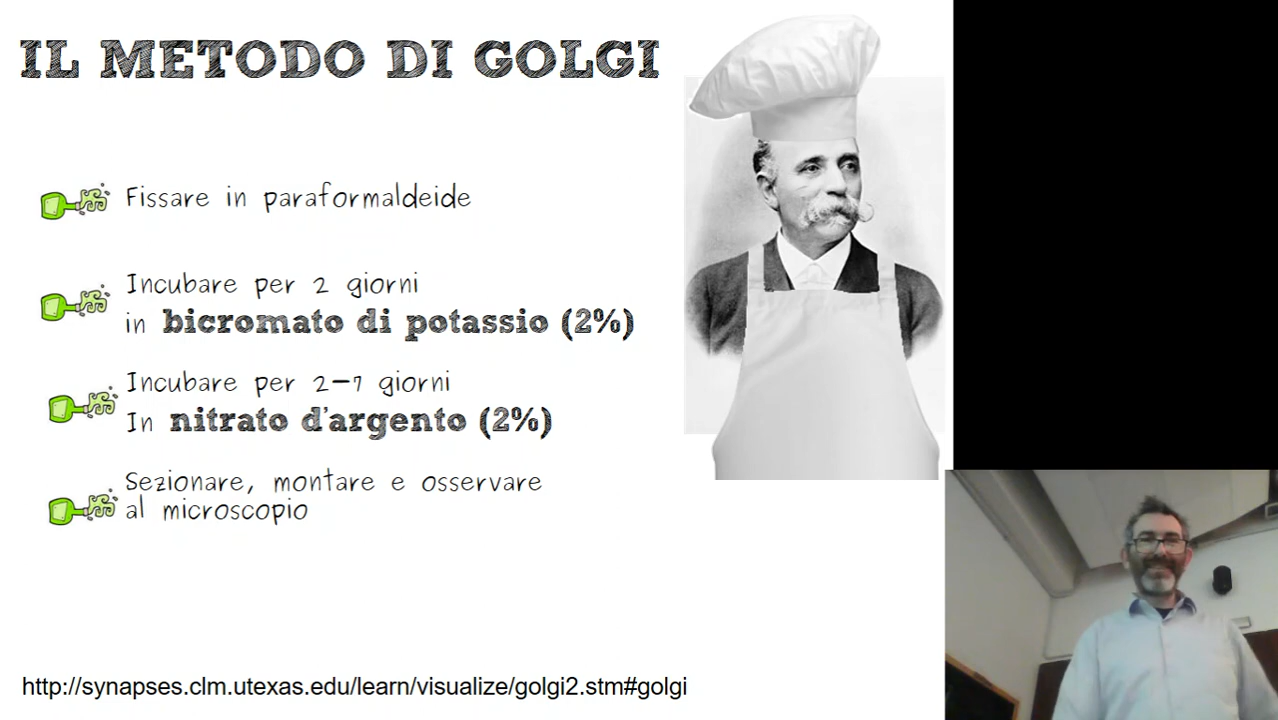 IL METODO DI GOLGI
Fissare in paraformaldeide
Incubare per 2 giorni
in bicromato di potassio (2%)
Incubare per 2-7 giorni
In nitrato d'argento (2%)
Sezionare, montare e osservare
al microscopio
http://synapses.clm.utexas.edu/learn/visualize/golgi2.stm#golgi